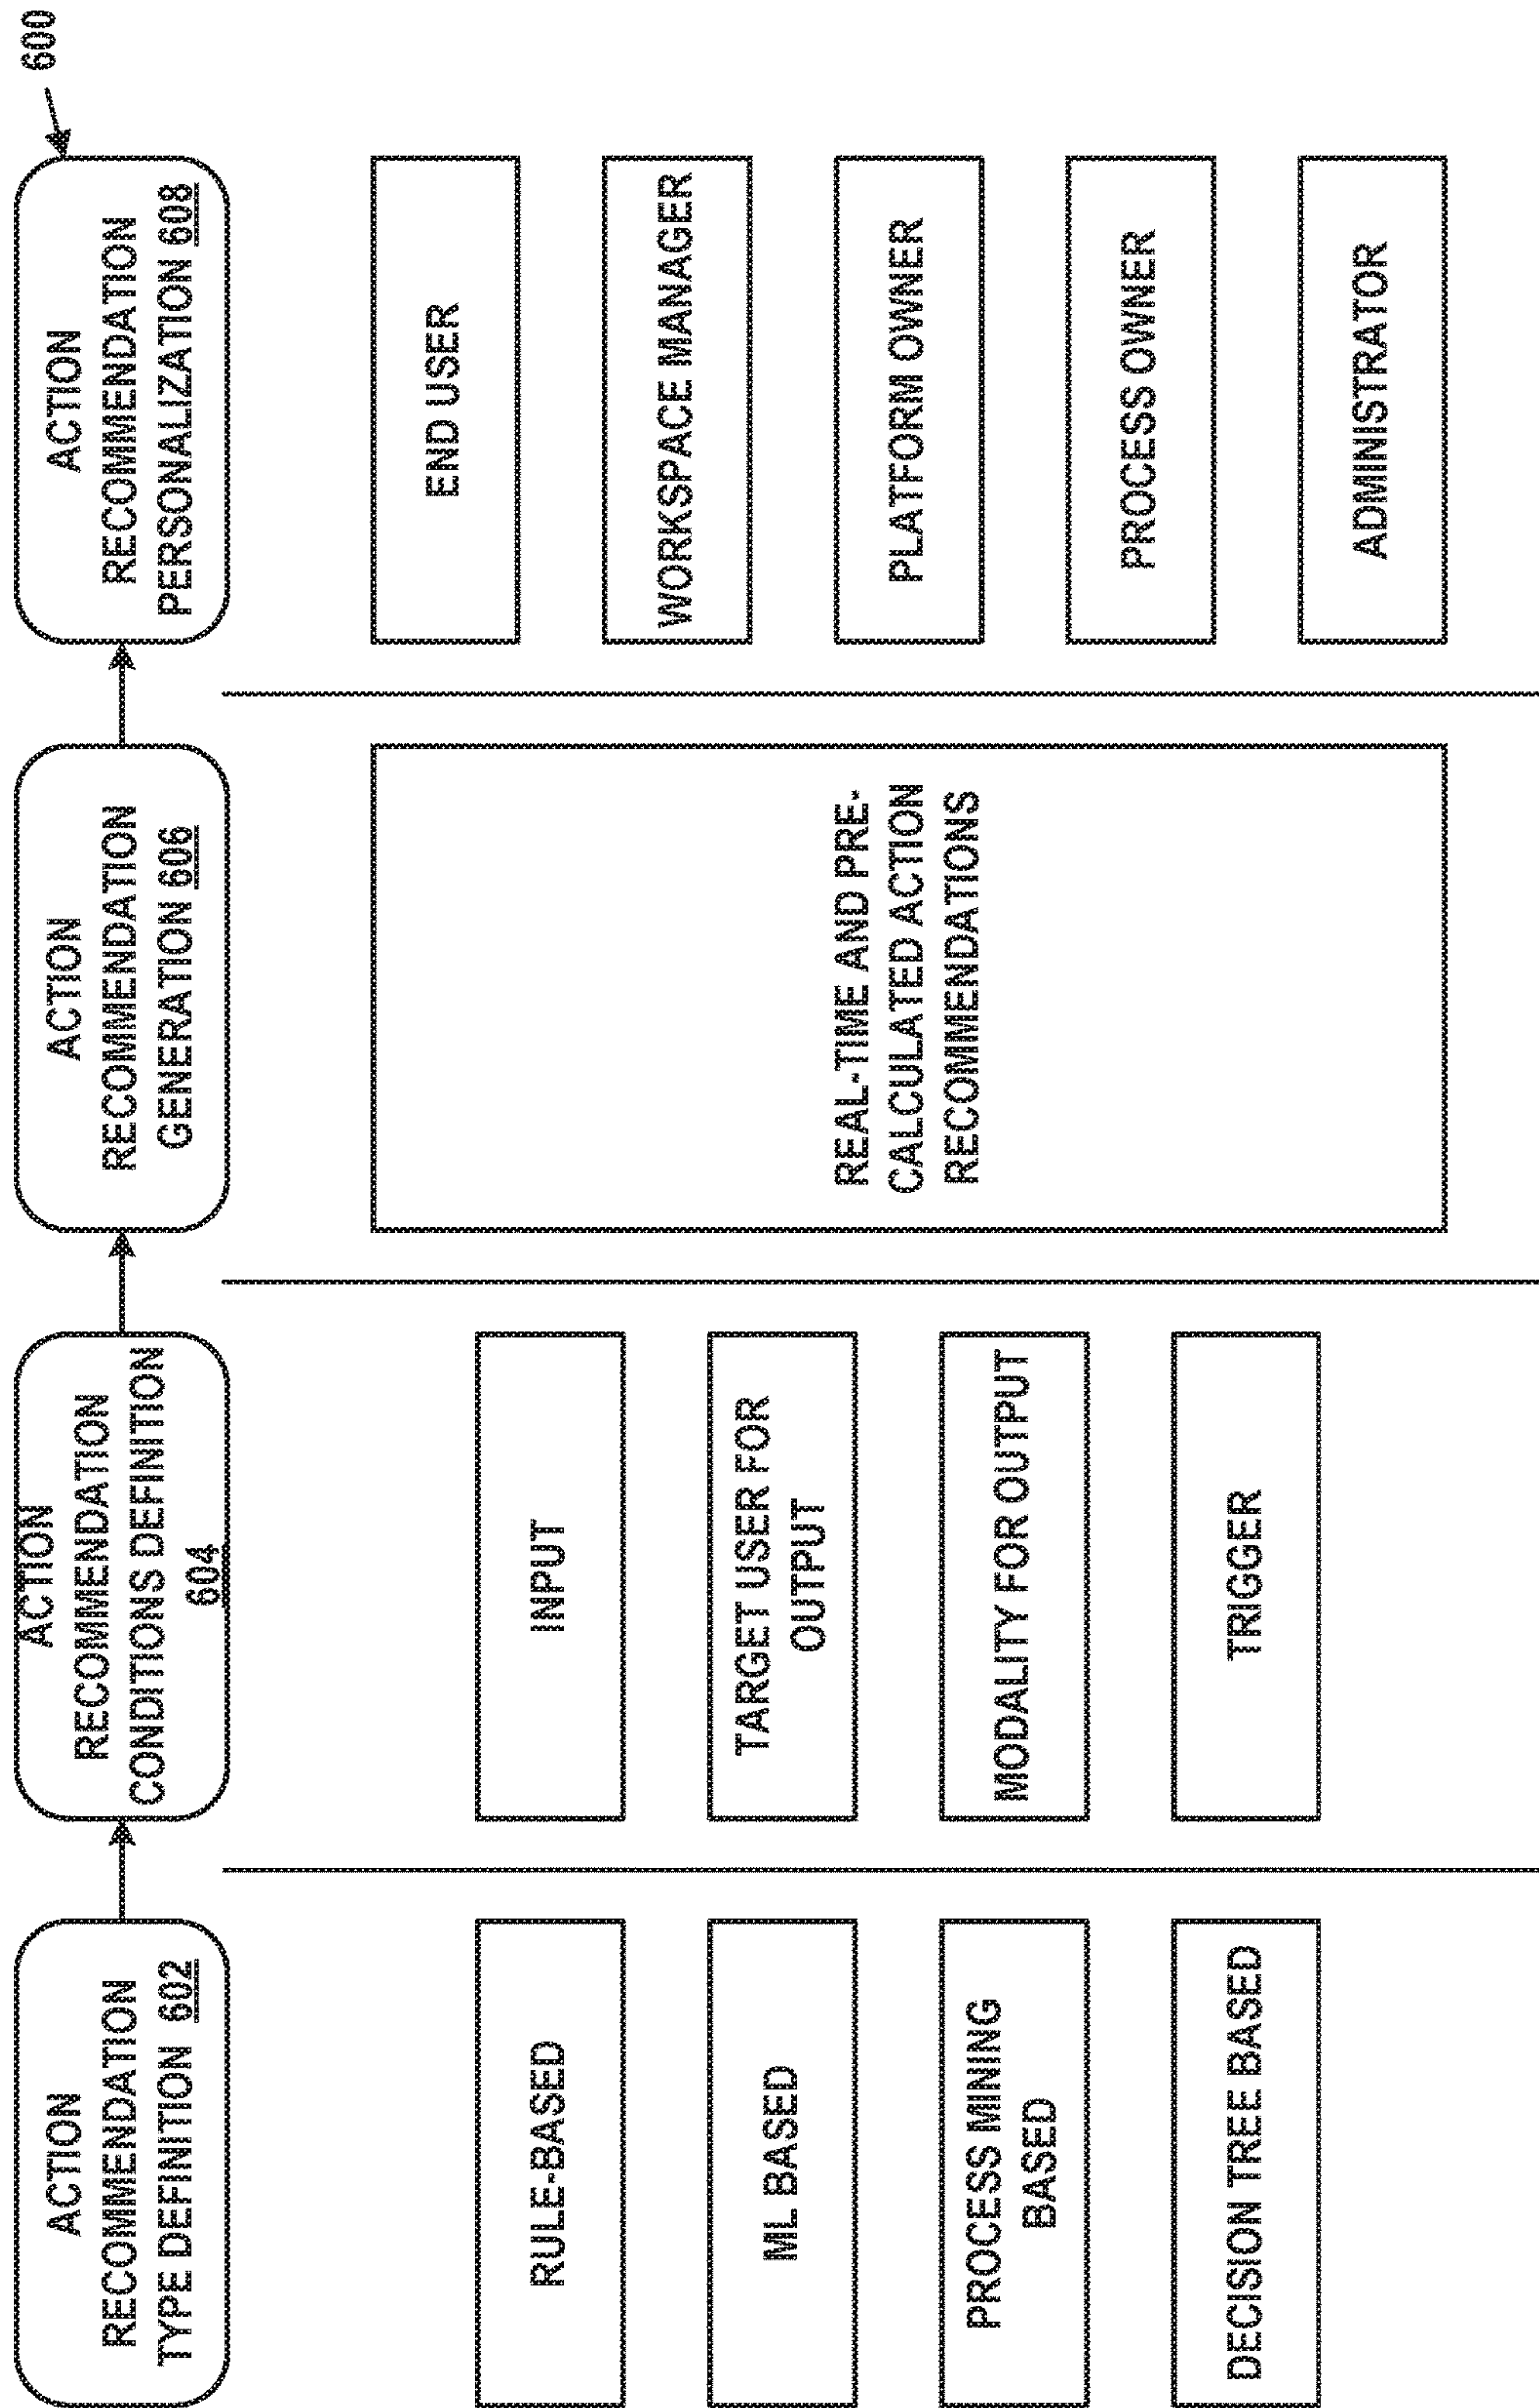 600
ACTION
RECOMMENDATION
TYPE DEFINITION 602
RULE-BASED
ML BASED
PROCESS MINING
BASED
DECISION TREE BASED
ACTION
RECOMMENDATION
CONDITIONS DEFINITION
604
INPUT
TARGET USER FOR
OUTPUT
MODALITY FOR OUTPUT
TRIGGER
ACTION
RECOMMENDATION
GENERATION 606
REAL-TIME AND PRE-
CALCULATED ACTION
RECOMMENDATIONS
ACTION
RECOMMENDATION
PERSONALIZATION 608
END USER
WORKSPACE MANAGER
PLATFORM OWNER
PROCESS OWNER
ADMINISTRATOR